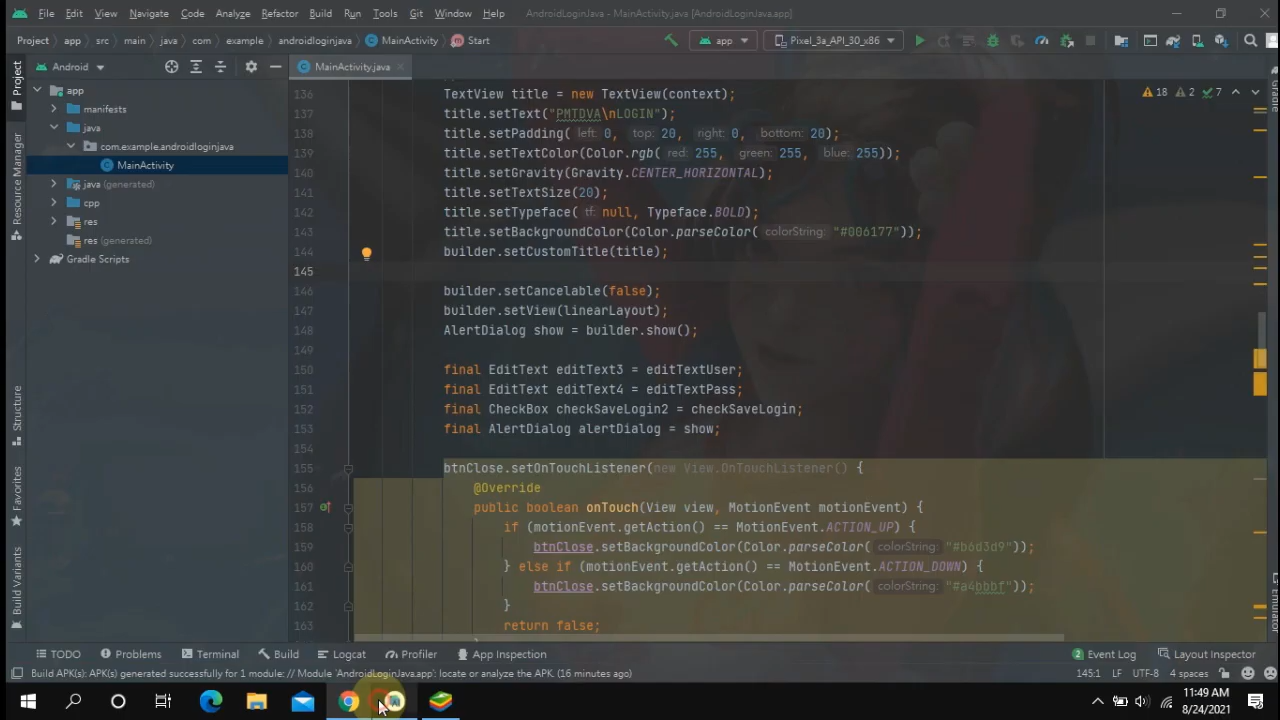 File Edit View Navigate Code Analyze Refactor Build Run Tools Git Window Help AndroidLoginJava - MainActivity.java [AndroidLoginJava.app]
Project app src main java com example androidloginjava MainActivity Start app Pixel_3a_API_30_x86
Project Android MainActivity.java Gradle
app
manifests
java
com.example.androidloginjava
MainActivity
java (generated)
cpp
res
res (generated)
Gradle Scripts
Resource Manager
Structure
Favorites
Build Variants
18 2 7
136 TextView title = new TextView(context);
137 title.setText("PMTDVA\nLOGIN");
138 title.setPadding( left: 0, top: 20, right: 0, bottom: 20);
139 title.setTextColor(Color.rgb( red: 255, green: 255, blue: 255));
140 title.setGravity(Gravity.CENTER_HORIZONTAL);
141 title.setTextSize(20);
142 title.setTypeface( tf: null, Typeface.BOLD);
143 title.setBackgroundColor(Color.parseColor( colorString: "#006177"));
144 builder.setCustomTitle(title);
145
146 builder.setCancelable(false);
147 builder.setView(linearLayout);
148 AlertDialog show = builder.show();
149
150 final EditText editText3 = editTextUser;
151 final EditText editText4 = editTextPass;
152 final CheckBox checkSaveLogin2 = checkSaveLogin;
153 final AlertDialog alertDialog = show;
154
155 btnClose.setOnTouchListener(new View.OnTouchListener() {
156 @Override
157 public boolean onTouch(View view, MotionEvent motionEvent) {
158 if (motionEvent.getAction() == MotionEvent.ACTION_UP) {
159 btnClose.setBackgroundColor(Color.parseColor( colorString: "#b6d3d9"));
160 } else if (motionEvent.getAction() == MotionEvent.ACTION_DOWN) {
161 btnClose.setBackgroundColor(Color.parseColor( colorString: "#a4bbbf"));
162 }
163 return false;
Emulator
TODO Problems Terminal Build Logcat Profiler App Inspection 2 Event Log Layout Inspector
Build APK(s): APK(s) generated successfully for 1 module: // Module 'AndroidLoginJava.app': locate or analyze the APK. (16 minutes ago) 145:1 LF UTF-8 4 spaces
11:49 AM
8/24/2021